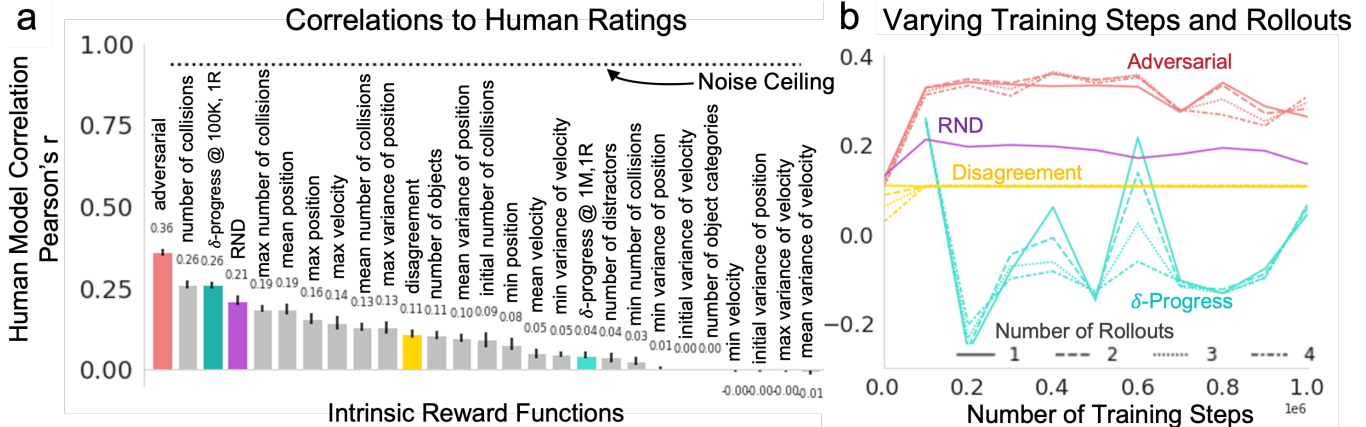 a
Correlations to Human Ratings
Human Model Correlation
Pearson's r
1.00
0.75
0.50
0.25
0.00
Noise Ceiling
adversarial
number of collisions
δ-progress @ 100K, 1R
RND
max number of collisions
mean position
max position
max velocity
mean number of collisions
max variance of position
disagreement
number of objects
mean variance of position
initial number of collisions
min position
mean velocity
min variance of velocity
δ-progress @ 1M,1R
number of distractors
min number of collisions
min variance of position
initial variance of velocity
number of object categories
min velocity
initial variance of position
max variance of velocity
mean variance of velocity
0.36
0.26
0.26
0.21
0.19
0.19
0.16
0.14
0.13
0.13
0.11
0.11
0.10
0.09
0.08
0.05
0.05
0.04
0.04
0.03
0.01
0.00
0.00
-0.00
-0.00
-0.00
-0.01
Intrinsic Reward Functions
b
Varying Training Steps and Rollouts
0.4
0.2
0.0
−0.2
Adversarial
RND
Disagreement
δ-Progress
Number of Rollouts
1 2 3 4
0.0 0.2 0.4 0.6 0.8 1.0
1e6
Number of Training Steps